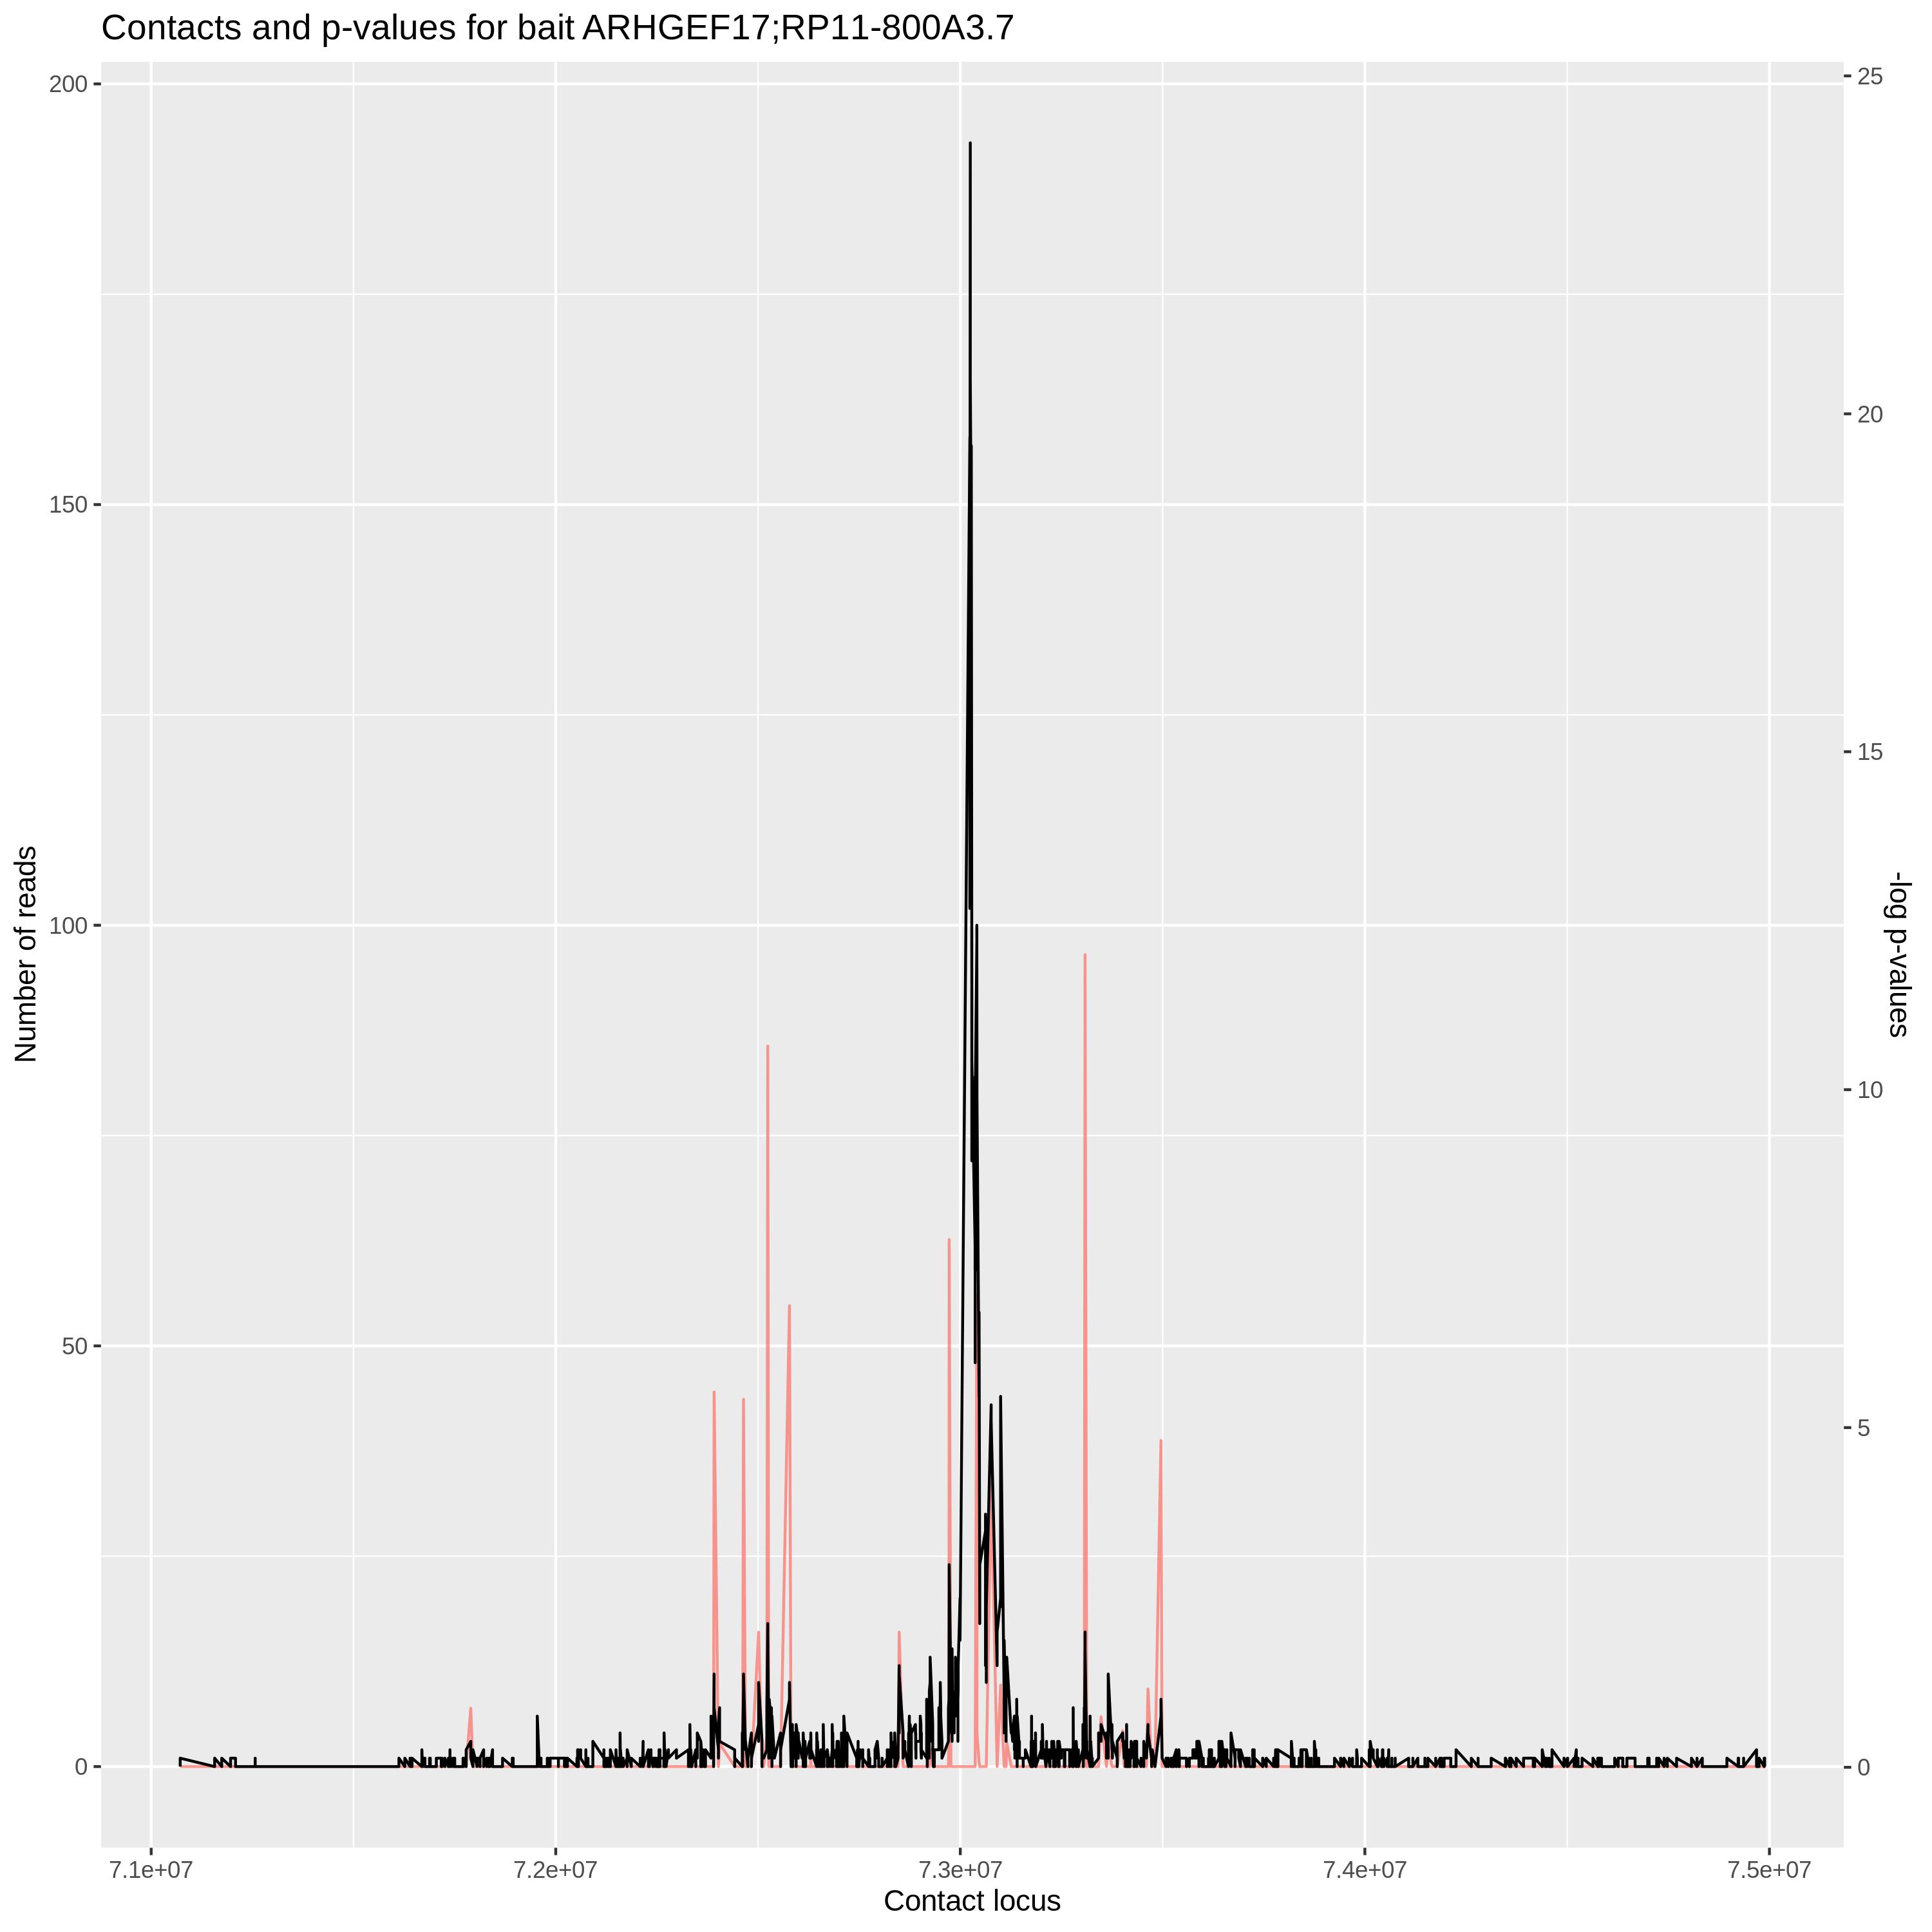 Contacts and p-values for bait ARHGEF17;RP11-800A3.7
200
150
100
50
0
Number of reads
25
20
15
10
5
0
-log p-values
7.1e+07 7.2e+07 7.3e+07 7.4e+07 7.5e+07
Contact locus